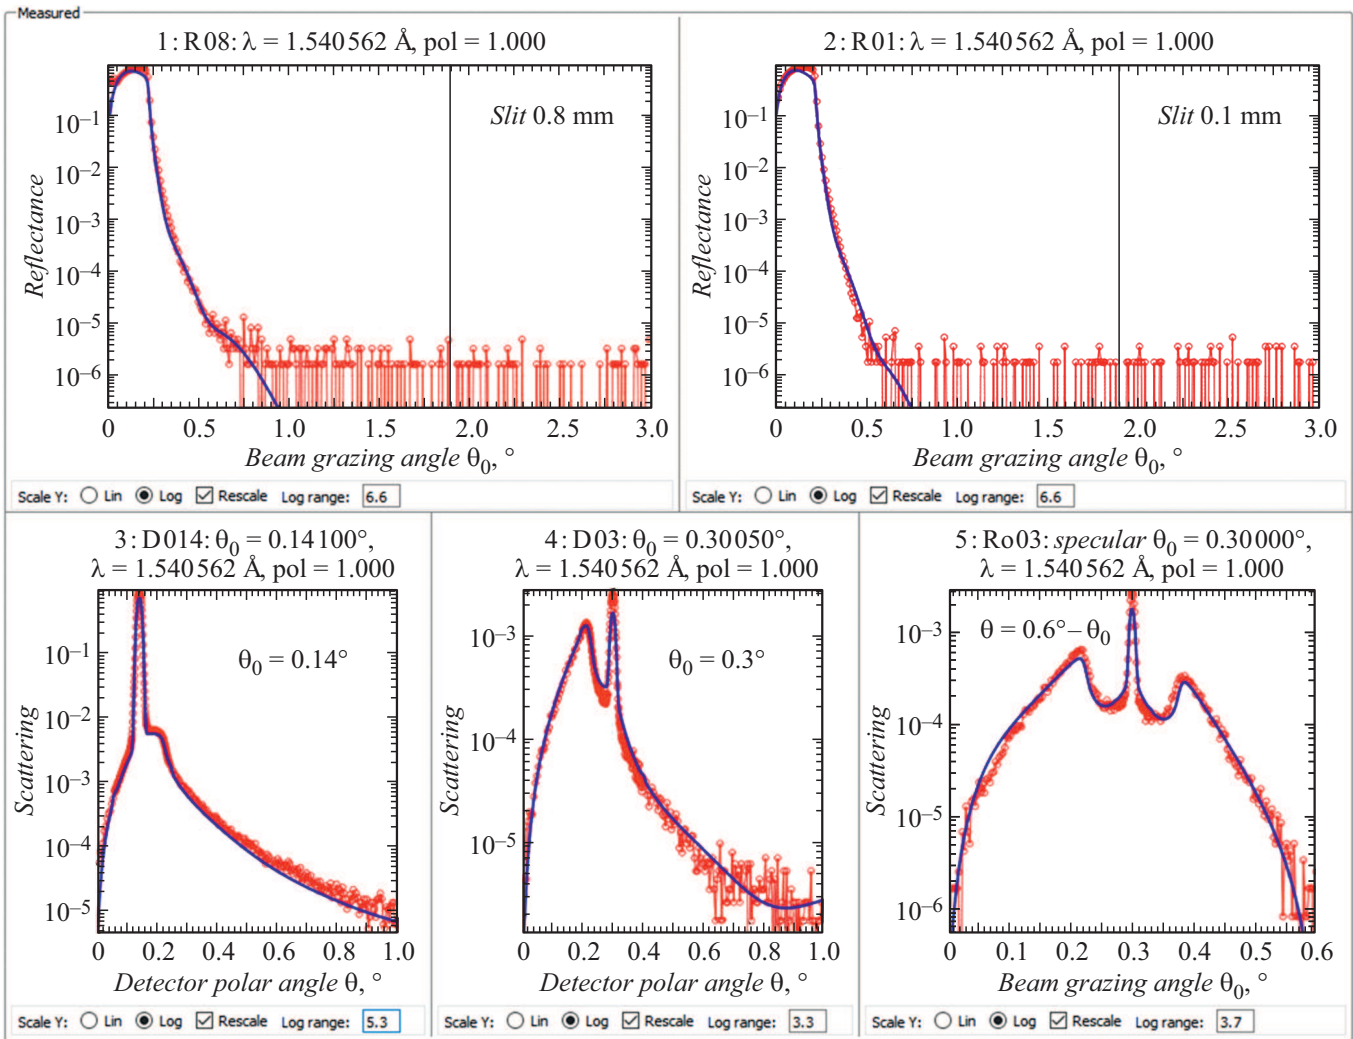 Measured
1: R08: λ = 1.540562 Å, pol = 1.000
Slit 0.8 mm
Reflectance
10–1
10–2
10–3
10–4
10–5
10–6
0 0.5 1.0 1.5 2.0 2.5 3.0
Beam grazing angle θ0, °
Scale Y: Lin Log Rescale Log range: 6.6
2: R01: λ = 1.540562 Å, pol = 1.000
Slit 0.1 mm
Reflectance
10–1
10–2
10–3
10–4
10–5
10–6
0 0.5 1.0 1.5 2.0 2.5 3.0
Beam grazing angle θ0, °
Scale Y: Lin Log Rescale Log range: 6.6
3: D014: θ0 = 0.14100°,
λ = 1.540562 Å, pol = 1.000
θ0 = 0.14°
Scattering
10–1
10–2
10–3
10–4
10–5
0 0.2 0.4 0.6 0.8 1.0
Detector polar angle θ, °
Scale Y: Lin Log Rescale Log range: 5.3
4: D03: θ0 = 0.30050°,
λ = 1.540562 Å, pol = 1.000
θ0 = 0.3°
Scattering
10–3
10–4
10–5
0 0.2 0.4 0.6 0.8 1.0
Detector polar angle θ, °
Scale Y: Lin Log Rescale Log range: 3.3
5: Ro03: specular θ0 = 0.30000°,
λ = 1.540562 Å, pol = 1.000
θ = 0.6°– θ0
Scattering
10–3
10–4
10–5
10–6
0 0.1 0.2 0.3 0.4 0.5 0.6
Beam grazing angle θ0, °
Scale Y: Lin Log Rescale Log range: 3.7